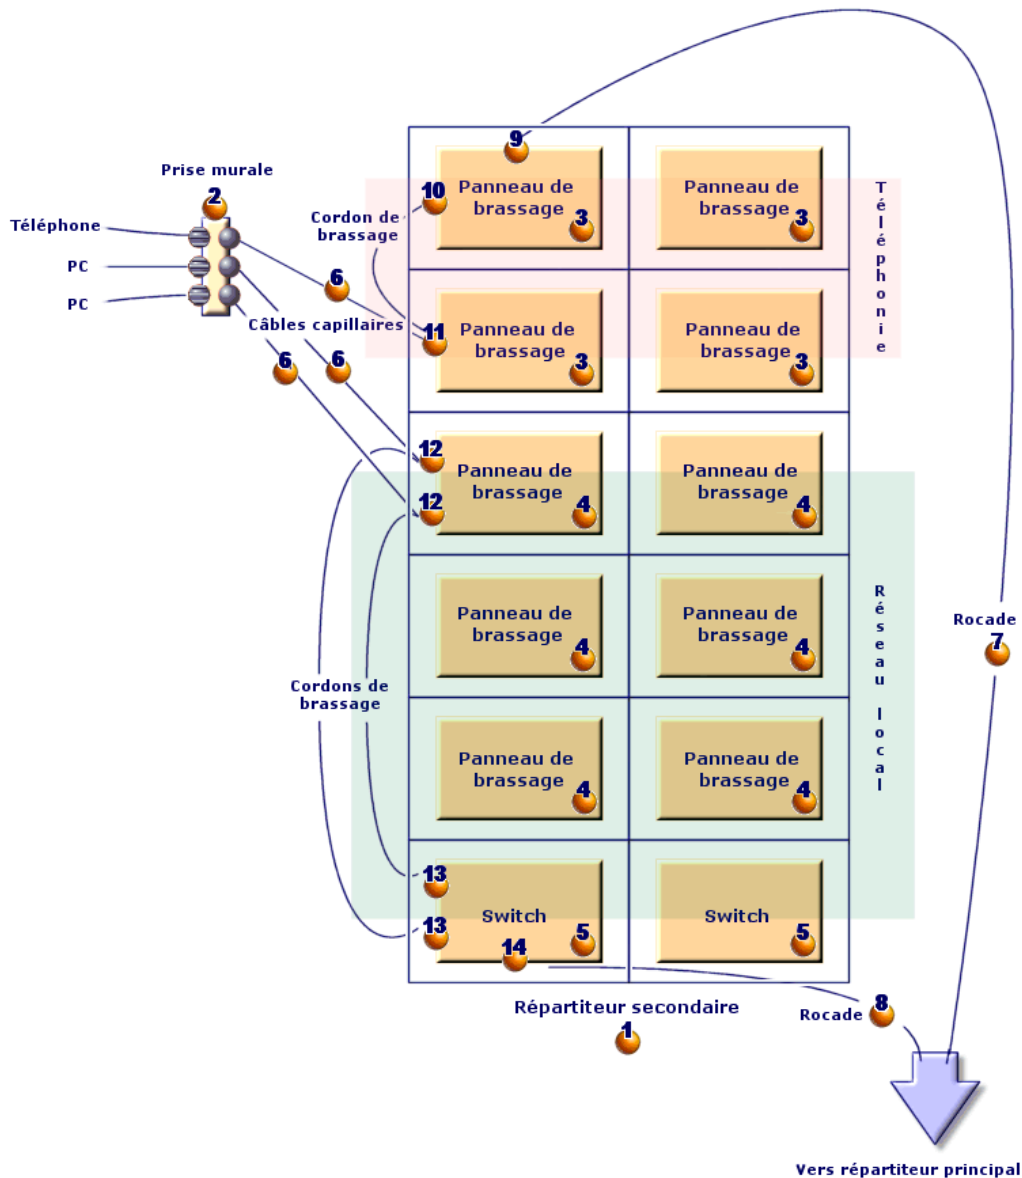 9
Prise murale
2
Panneau de
brassage
3
Panneau de
brassage
3
10
Téléphonie
Cordon de
brassage
Téléphone
PC
PC
6
Câbles capillaires
6
6
11
Panneau de
brassage
3
Panneau de
brassage
3
12
12
Panneau de
brassage
4
Panneau de
brassage
4
Réseau local
Rocade
7
Panneau de
brassage
4
Panneau de
brassage
4
Cordons de
brassage
Panneau de
brassage
4
Panneau de
brassage
4
13
13
Switch
5
14
Switch
5
Répartiteur secondaire
1
Rocade
8
Vers répartiteur principal